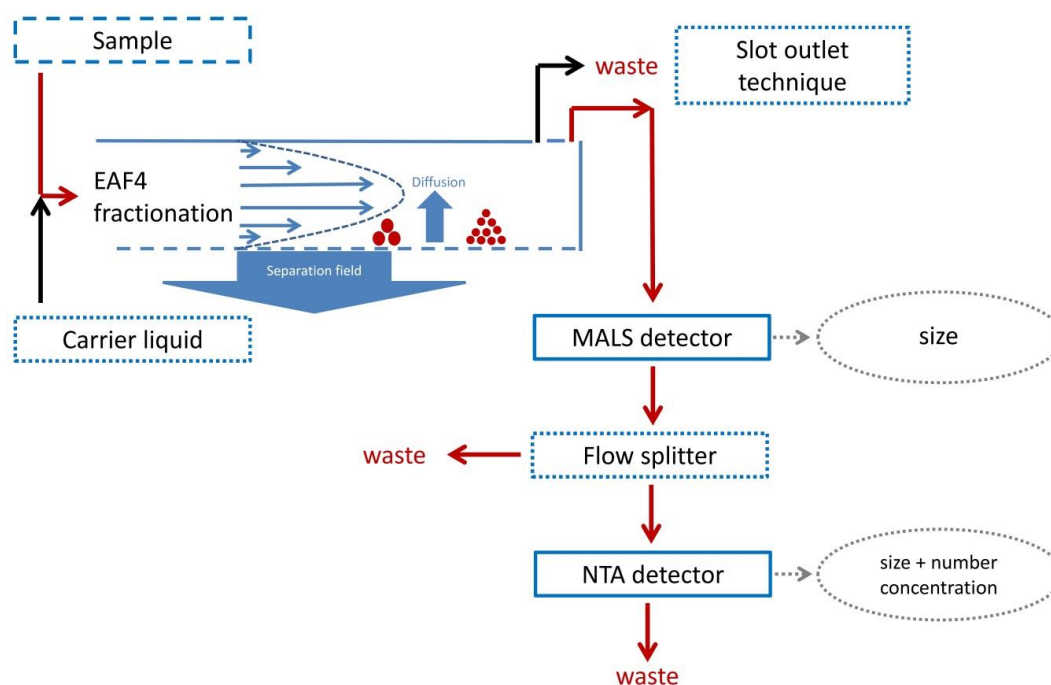 Sample
waste
Slot outlet
technique
EAF4
fractionation
Diffusion
Separation field
Carrier liquid
MALS detector
size
waste
Flow splitter
NTA detector
size + number
concentration
waste